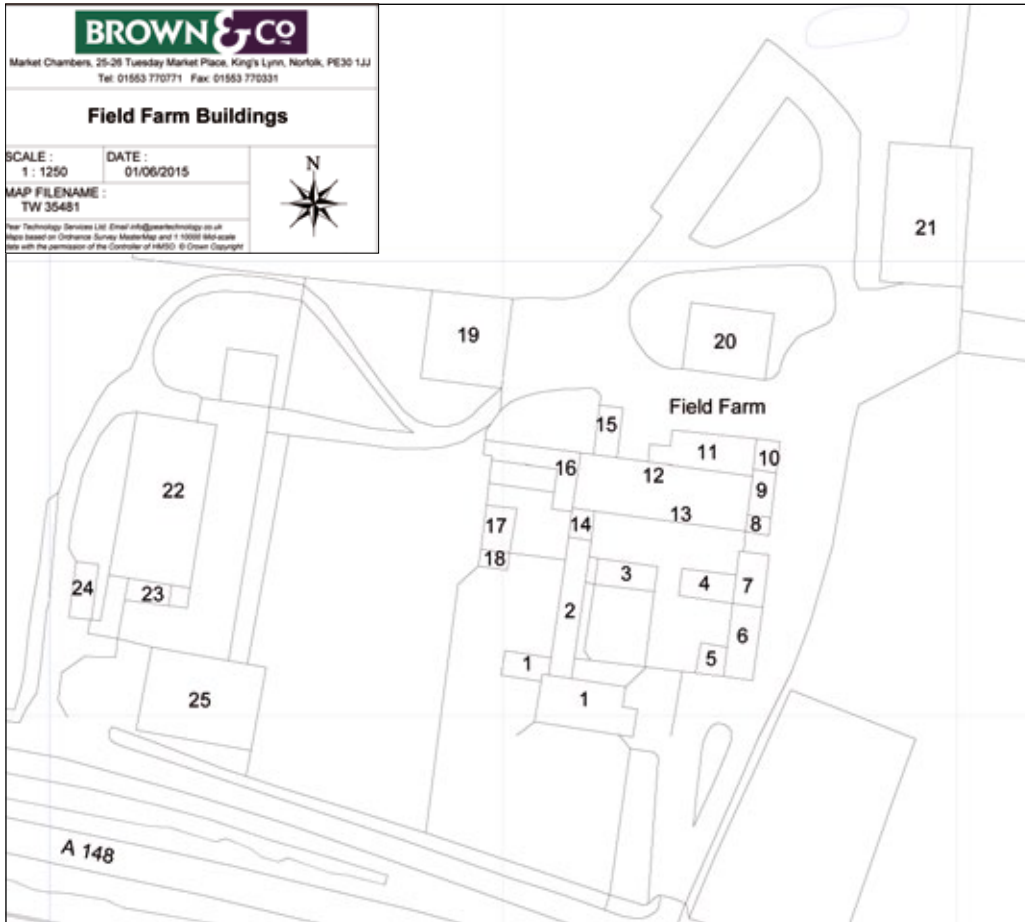 BROWN & CO
Market Chambers, 25-26 Tuesday Market Place, King's Lynn, Norfolk, PE30 1JJ
Tel: 01553 770771 Fax: 01553 770331
Field Farm Buildings
SCALE :
1 : 1250
DATE :
01/06/2015
MAP FILENAME :
TW 35481
Pear Technology Services Ltd. Email info@peartechnology.co.uk
Maps based on Ordnance Survey MasterMap and 1:10000 Mid-scale
data with the permission of the Controller of HMSO. © Crown Copyright
N
21
19
20
Field Farm
15
11
10
16
12
9
22
13
8
17
14
18
3
4
7
24
23
2
6
1
5
25
1
A 148